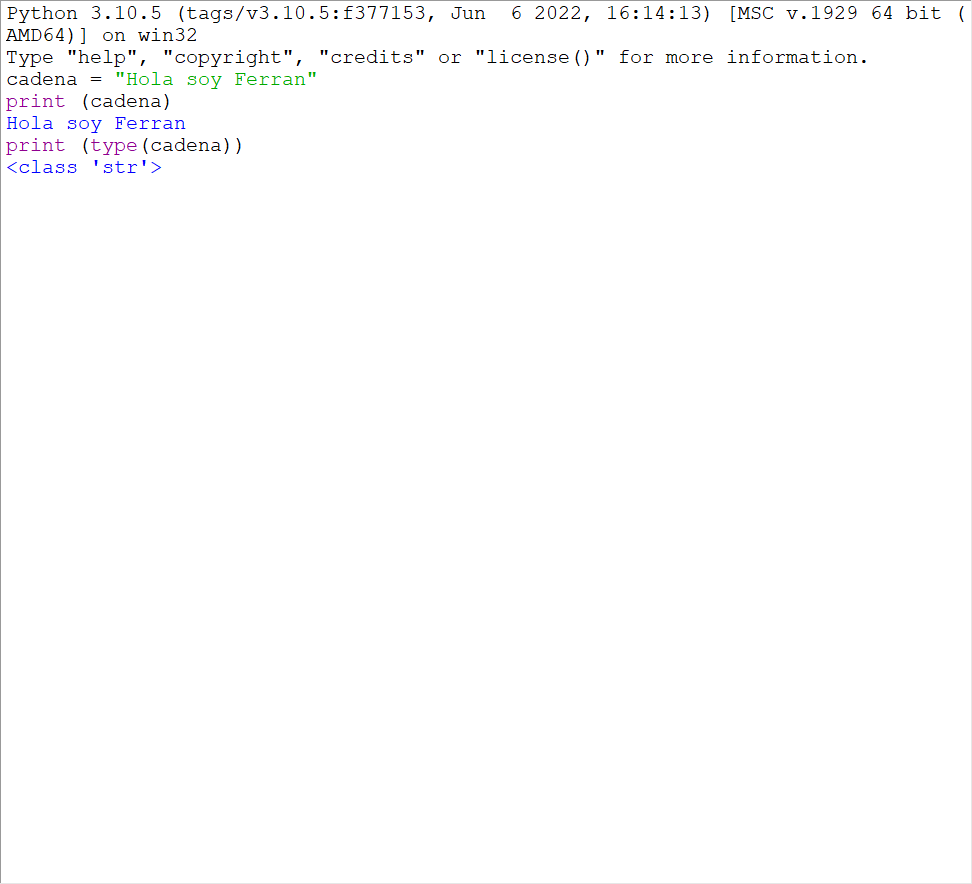 Python 3.10.5 (tags/v3.10.5:f377153, Jun  6 2022, 16:14:13) [MSC v.1929 64 bit (
AMD64)] on win32
Type "help", "copyright", "credits" or "license()" for more information.
cadena = "Hola soy Ferran"
print (cadena)
Hola soy Ferran
print (type(cadena))
<class 'str'>